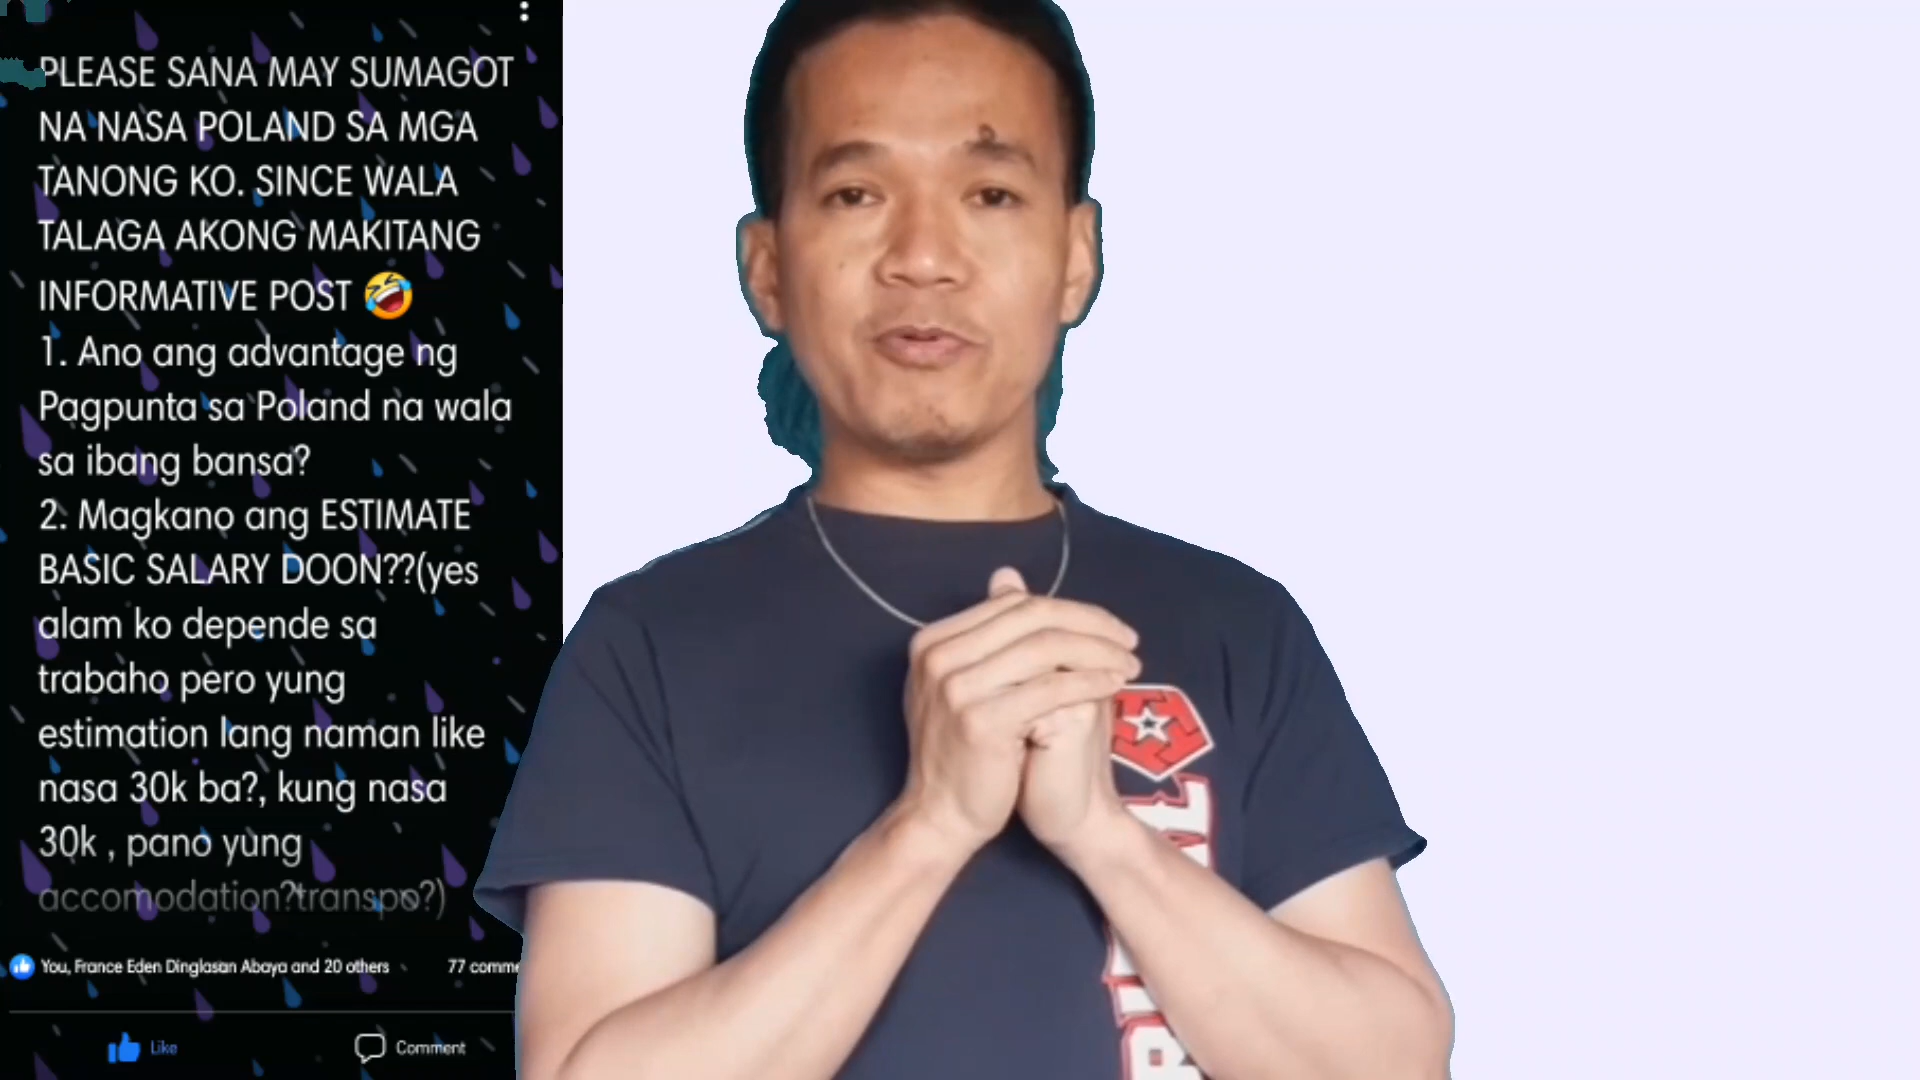 PLEASE SANA MAY SUMAGOT
NA NASA POLAND SA MGA
TANONG KO. SINCE WALA
TALAGA AKONG MAKITANG
INFORMATIVE POST 🤣
1. Ano ang advantage ng
Pagpunta sa Poland na wala
sa ibang bansa?
2. Magkano ang ESTIMATE
BASIC SALARY DOON??(yes
alam ko depende sa
trabaho pero yung
estimation lang naman like
nasa 30k ba?, kung nasa
30k , pano yung
accomodation?transpo?)
You, France Eden Dinglasan Abaya and 20 others
77 comme
Like
Comment